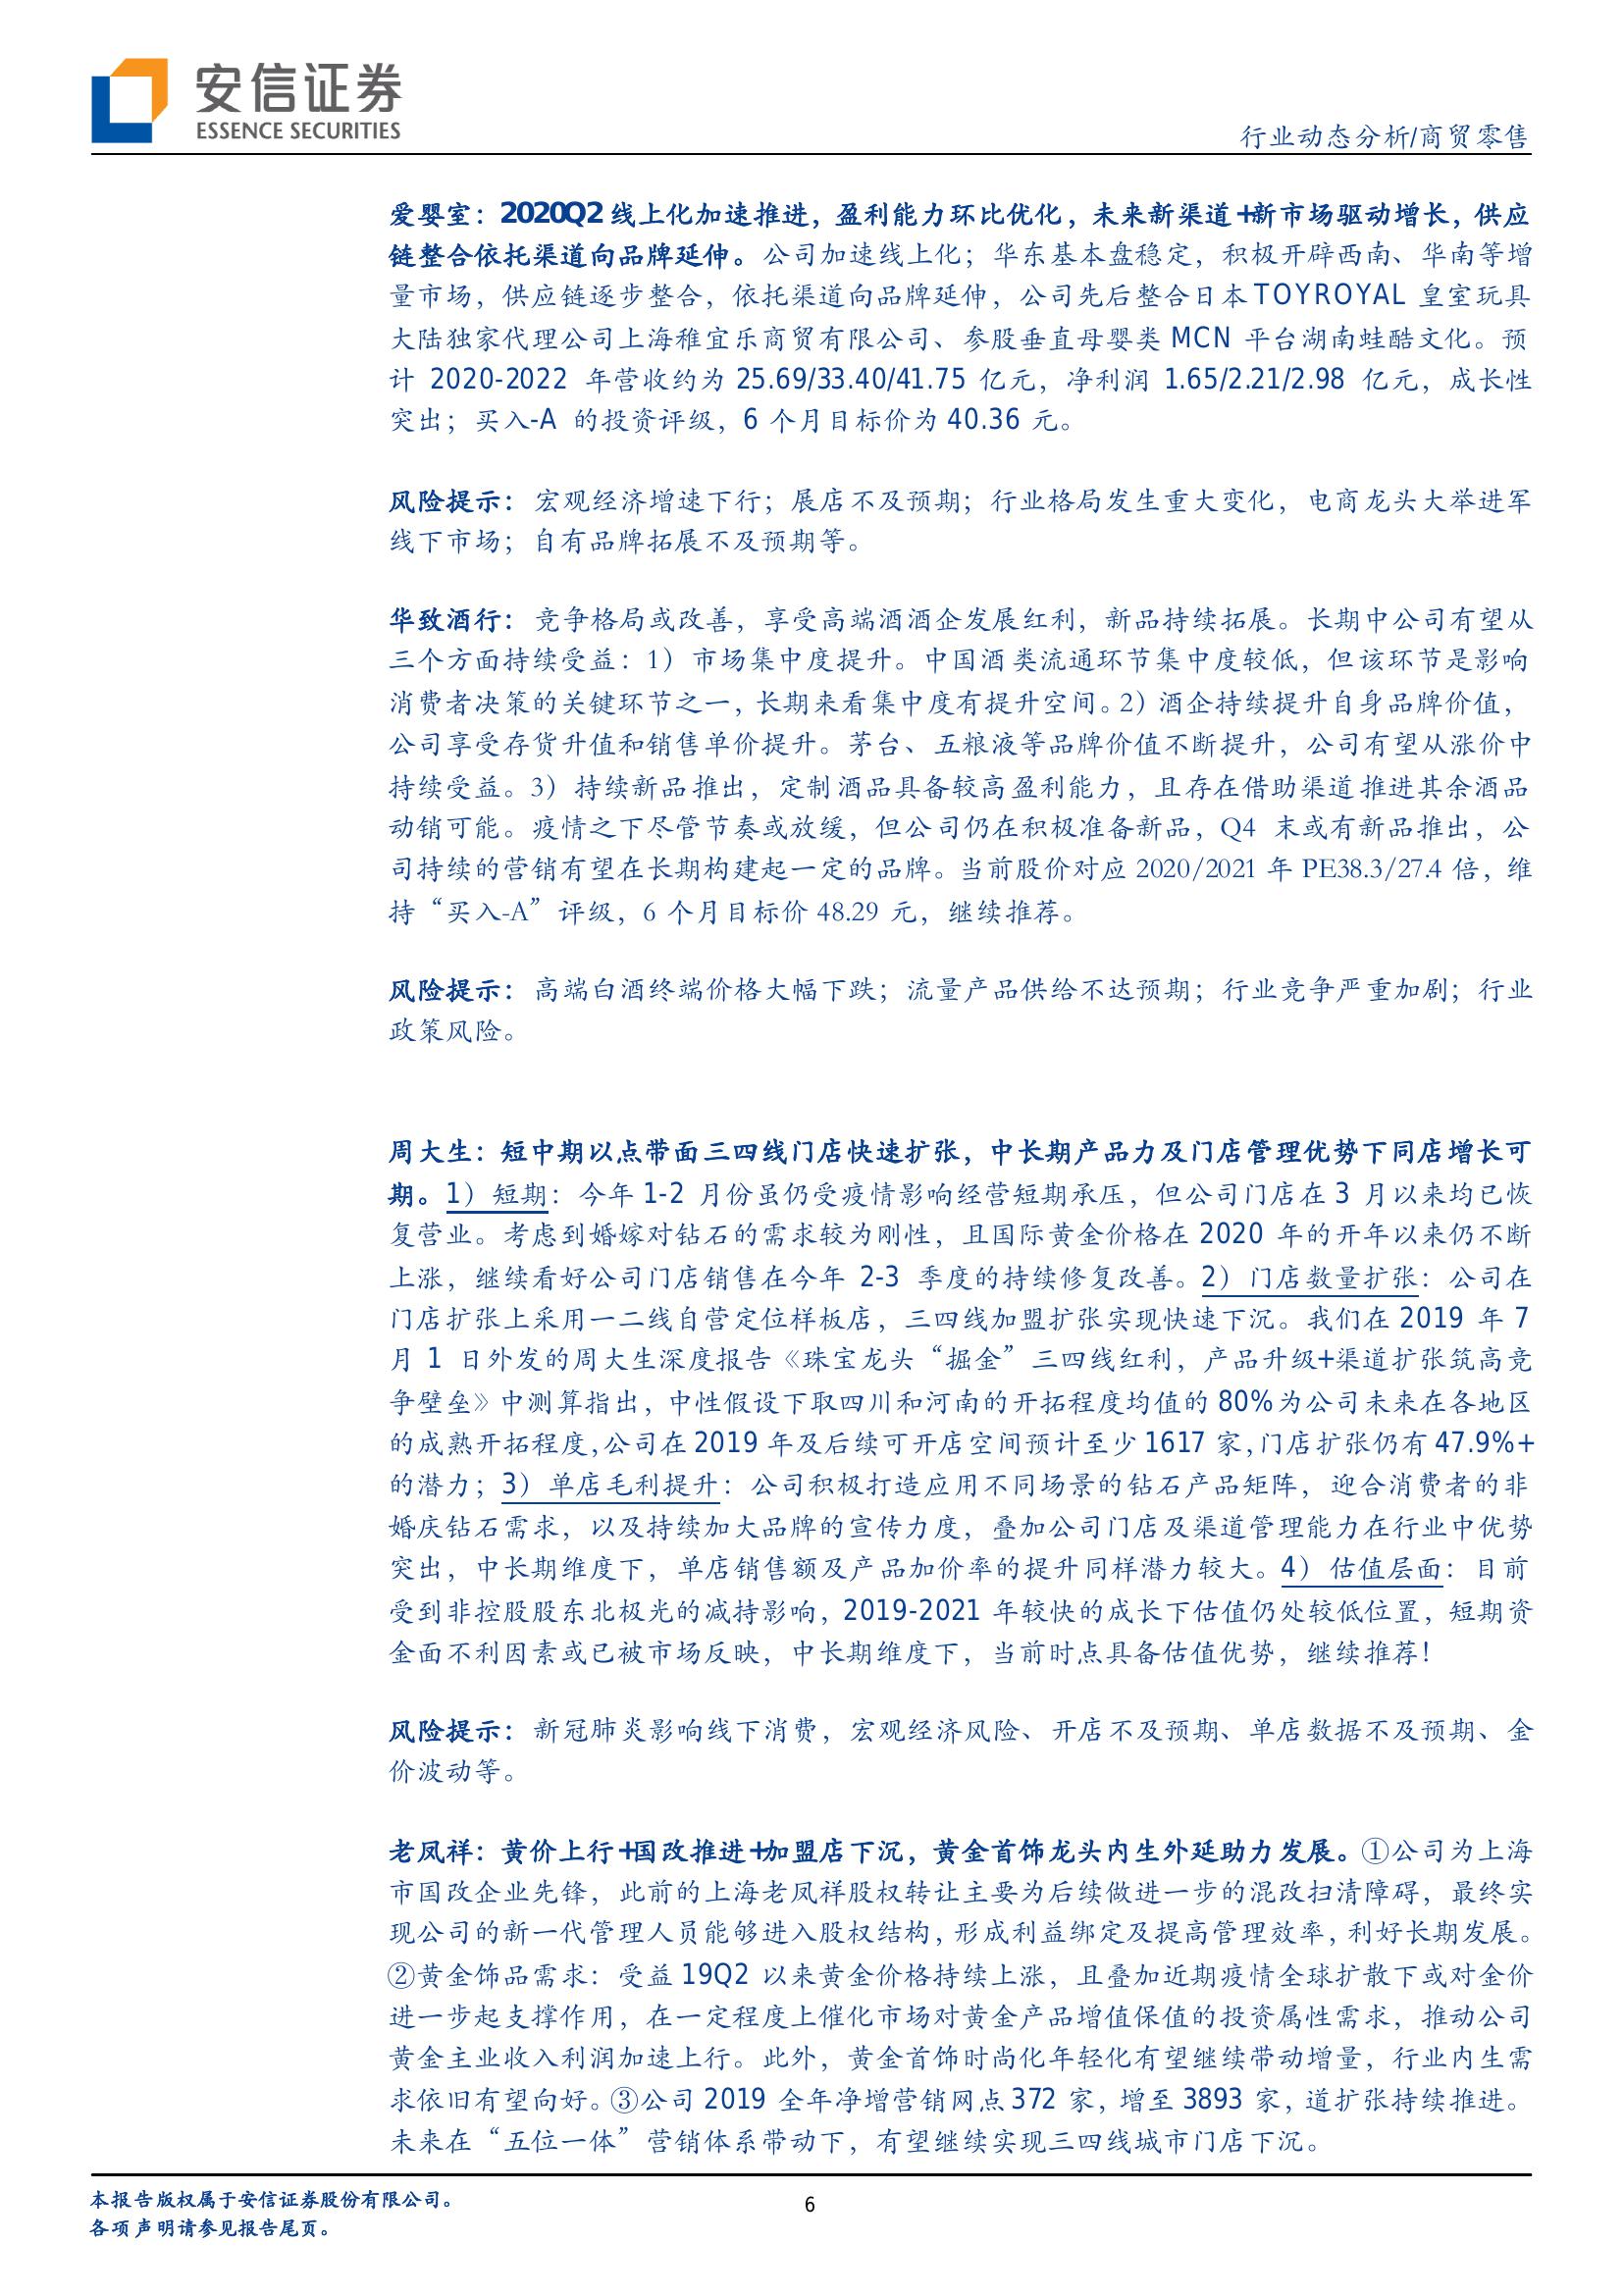 安信证券
ESSENCE SECURITIES
行业动态分析/商贸零售
爱婴室：2020Q2 线上化加速推进，盈利能力环比优化，未来新渠道+新市场驱动增长，供应
链整合依托渠道向品牌延伸。公司加速线上化；华东基本盘稳定，积极开辟西南、华南等增
量市场，供应链逐步整合，依托渠道向品牌延伸，公司先后整合日本 TOYROYAL 皇室玩具
大陆独家代理公司上海稚宜乐商贸有限公司、参股垂直母婴类 MCN 平台湖南蛙酷文化。预
计 2020-2022 年营收约为 25.69/33.40/41.75 亿元，净利润 1.65/2.21/2.98 亿元，成长性
突出；买入-A 的投资评级，6 个月目标价为 40.36 元。
风险提示：宏观经济增速下行；展店不及预期；行业格局发生重大变化，电商龙头大举进军
线下市场；自有品牌拓展不及预期等。
华致酒行：竞争格局或改善，享受高端酒酒企发展红利，新品持续拓展。长期中公司有望从
三个方面持续受益：1）市场集中度提升。中国酒类流通环节集中度较低，但该环节是影响
消费者决策的关键环节之一，长期来看集中度有提升空间。2）酒企持续提升自身品牌价值，
公司享受存货升值和销售单价提升。茅台、五粮液等品牌价值不断提升，公司有望从涨价中
持续受益。3）持续新品推出，定制酒品具备较高盈利能力，且存在借助渠道推进其余酒品
动销可能。疫情之下尽管节奏或放缓，但公司仍在积极准备新品，Q4 末或有新品推出，公
司持续的营销有望在长期构建起一定的品牌。当前股价对应 2020/2021 年 PE38.3/27.4 倍，维
持“买入-A”评级，6 个月目标价 48.29 元，继续推荐。
风险提示：高端白酒终端价格大幅下跌；流量产品供给不达预期；行业竞争严重加剧；行业
政策风险。
周大生：短中期以点带面三四线门店快速扩张，中长期产品力及门店管理优势下同店增长可
期。1）短期：今年 1-2 月份虽仍受疫情影响经营短期承压，但公司门店在 3 月以来均已恢
复营业。考虑到婚嫁对钻石的需求较为刚性，且国际黄金价格在 2020 年的开年以来仍不断
上涨，继续看好公司门店销售在今年 2-3 季度的持续修复改善。2）门店数量扩张：公司在
门店扩张上采用一二线自营定位样板店，三四线加盟扩张实现快速下沉。我们在 2019 年 7
月 1 日外发的周大生深度报告《珠宝龙头“掘金”三四线红利，产品升级+渠道扩张筑高竞
争壁垒》中测算指出，中性假设下取四川和河南的开拓程度均值的 80%为公司未来在各地区
的成熟开拓程度，公司在 2019 年及后续可开店空间预计至少 1617 家，门店扩张仍有 47.9%+
的潜力；3）单店毛利提升：公司积极打造应用不同场景的钻石产品矩阵，迎合消费者的非
婚庆钻石需求，以及持续加大品牌的宣传力度，叠加公司门店及渠道管理能力在行业中优势
突出，中长期维度下，单店销售额及产品加价率的提升同样潜力较大。4）估值层面：目前
受到非控股股东北极光的减持影响，2019-2021 年较快的成长下估值仍处较低位置，短期资
金面不利因素或已被市场反映，中长期维度下，当前时点具备估值优势，继续推荐！
风险提示：新冠肺炎影响线下消费，宏观经济风险、开店不及预期、单店数据不及预期、金
价波动等。
老凤祥：黄价上行+国改推进+加盟店下沉，黄金首饰龙头内生外延助力发展。①公司为上海
市国改企业先锋，此前的上海老凤祥股权转让主要为后续做进一步的混改扫清障碍，最终实
现公司的新一代管理人员能够进入股权结构，形成利益绑定及提高管理效率，利好长期发展。
②黄金饰品需求：受益 19Q2 以来黄金价格持续上涨，且叠加近期疫情全球扩散下或对金价
进一步起支撑作用，在一定程度上催化市场对黄金产品增值保值的投资属性需求，推动公司
黄金主业收入利润加速上行。此外，黄金首饰时尚化年轻化有望继续带动增量，行业内生需
求依旧有望向好。③公司 2019 全年净增营销网点 372 家，增至 3893 家，道扩张持续推进。
未来在“五位一体”营销体系带动下，有望继续实现三四线城市门店下沉。
本报告版权属于安信证券股份有限公司。
6
各项声明请参见报告尾页。